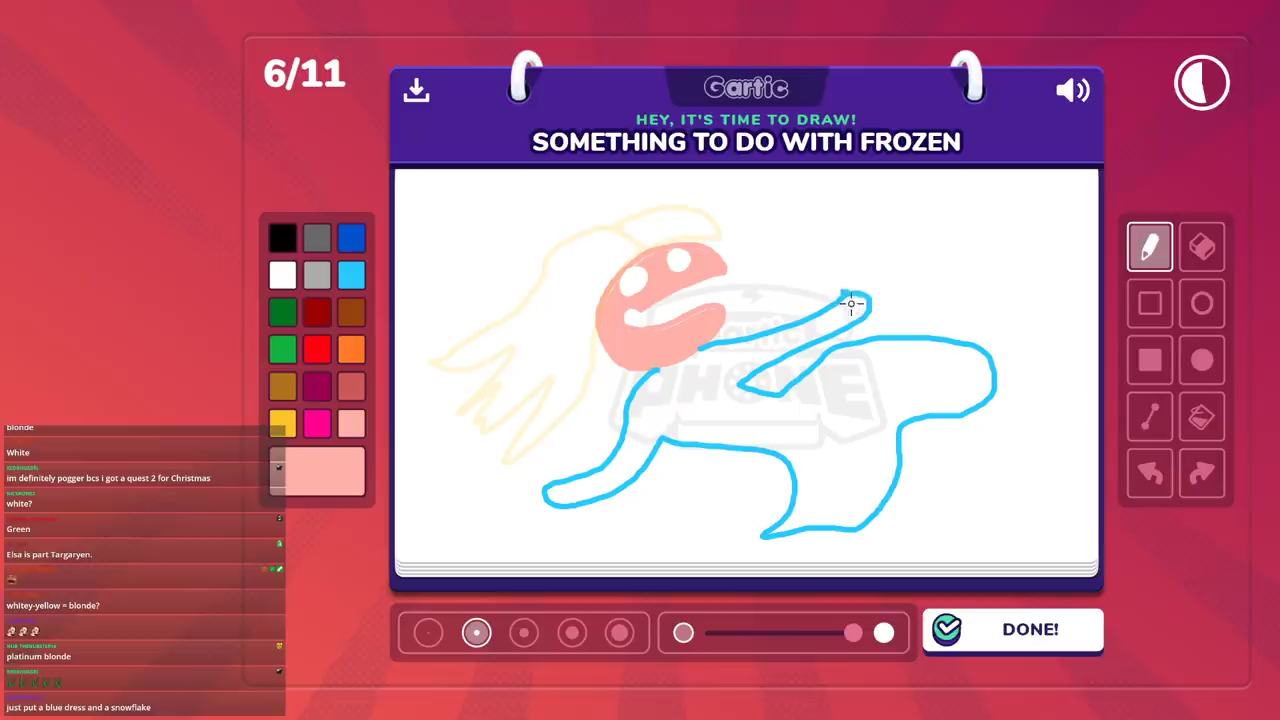 6/11
Gartic
HEY, IT'S TIME TO DRAW!
SOMETHING TO DO WITH FROZEN
Gartic
PHONE
blonde
White
im definitely pogger bcs i got a quest 2 for Christmas
white?
Green
Elsa is part Targaryen.
whitey-yellow = blonde?
platinum blonde
just put a blue dress and a snowflake
DONE!